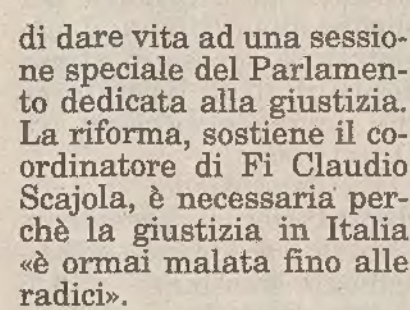 di dare vita ad una sessio-
ne speciale del Parlamen-
to dedicata alla giustizia.
La riforma, sostiene il co-
ordinatore di Fi Claudio
Scajola, è necessaria per-
chè la giustizia in Italia
«è ormai malata fino alle
radici».